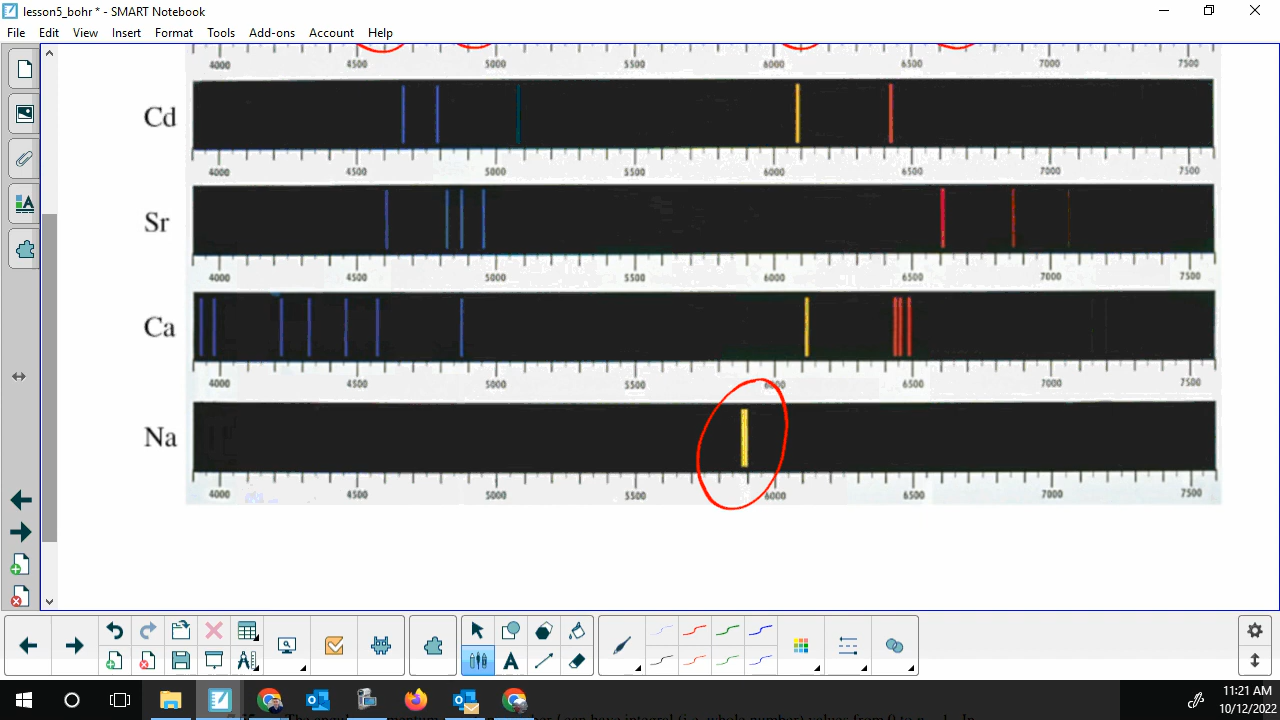 lesson5_bohr * - SMART Notebook
File Edit View Insert Format Tools Add-ons Account Help
4000 4500 5000 5500 6000 6500 7000 7500
Cd
4000 4500 5000 5500 6000 6500 7000 7500
Sr
4000 4500 5000 5500 6000 6500 7000 7500
Ca
4000 4500 5000 5500 6000 6500 7000 7500
Na
4000 4500 5000 5500 6000 6500 7000 7500
11:21 AM
10/12/2022